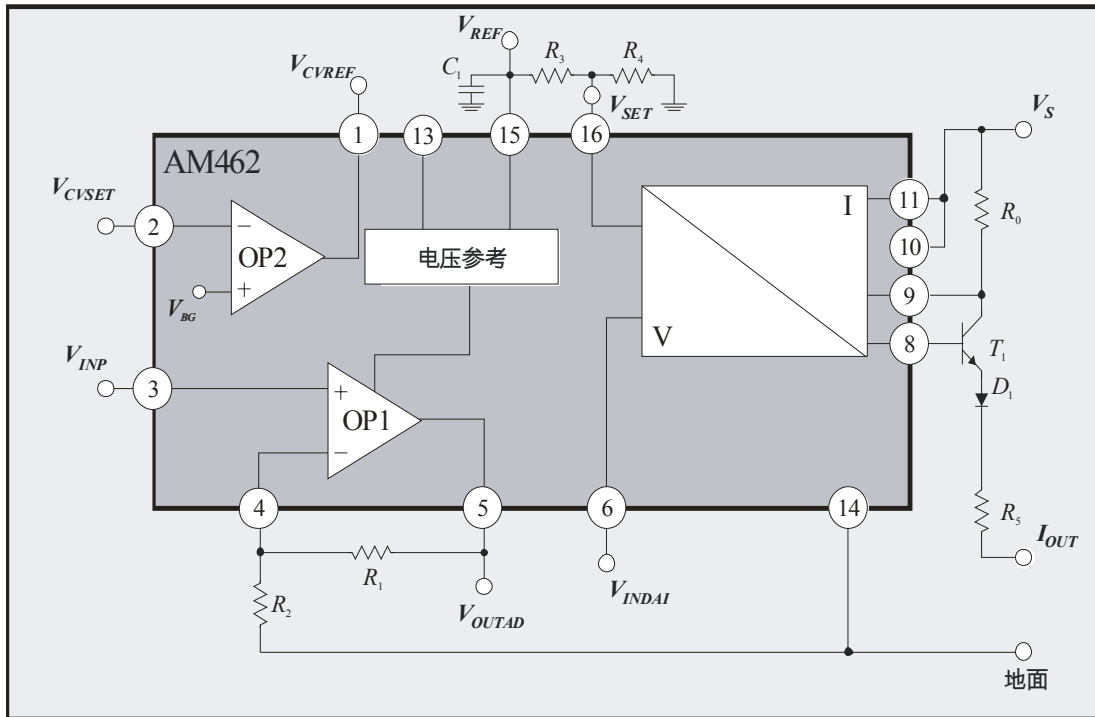 V_REF
R_3
R_4
V_CVREF
C_1
V_SET
V_S
1
13
15
16
AM462
V_CVSET
I
11
R_0
2
−
OP2
电压参考
10
+
9
V_BG
V
8
T_1
V_INP
D_1
3
+
OP1
−
4
5
6
14
R_5
I_OUT
R_1
V_INDAI
R_2
V_OUTAD
地面